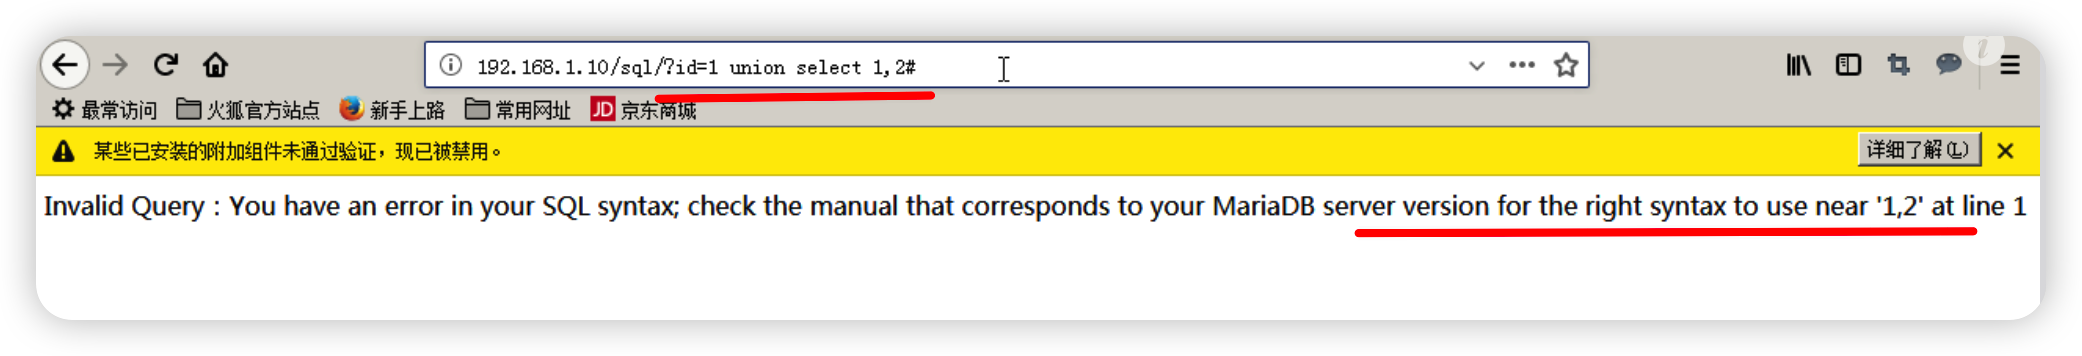 192.168.1.10/sql/?id=1 union select 1,2#
最常访问 火狐官方站点 新手上路 常用网址 JD 京东商城
某些已安装的附加组件未通过验证，现已被禁用。 详细了解(L)
Invalid Query : You have an error in your SQL syntax; check the manual that corresponds to your MariaDB server version for the right syntax to use near '1,2' at line 1